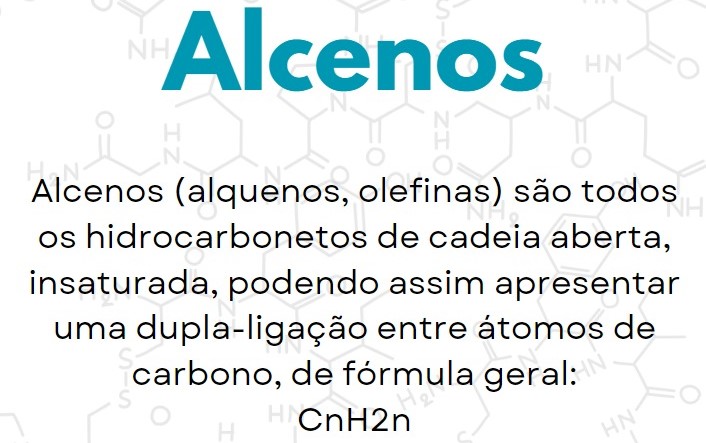 Alcenos
Alcenos (alquenos, olefinas) são todos
os hidrocarbonetos de cadeia aberta,
insaturada, podendo assim apresentar
uma dupla-ligação entre átomos de
carbono, de fórmula geral:
CnH2n